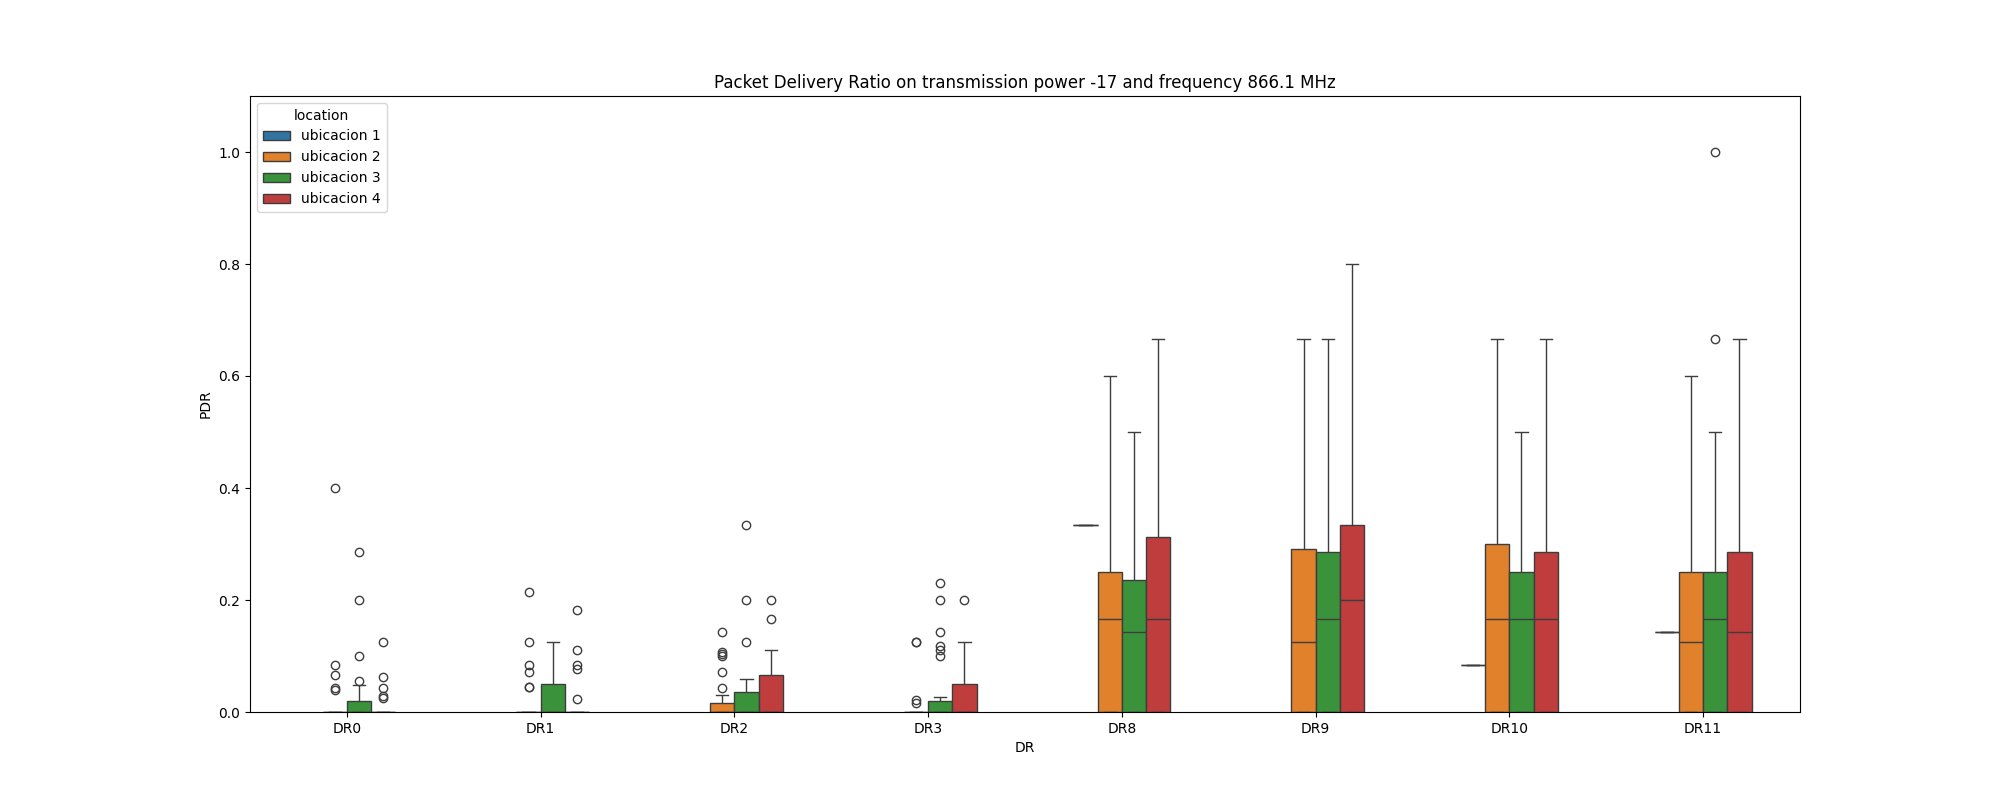 Packet Delivery Ratio on transmission power -17 and frequency 866.1 MHz
location
ubicacion 1
ubicacion 2
ubicacion 3
ubicacion 4
1.0
0.8
0.6
0.4
0.2
0.0
PDR
DR0 DR1 DR2 DR3 DR8 DR9 DR10 DR11
DR